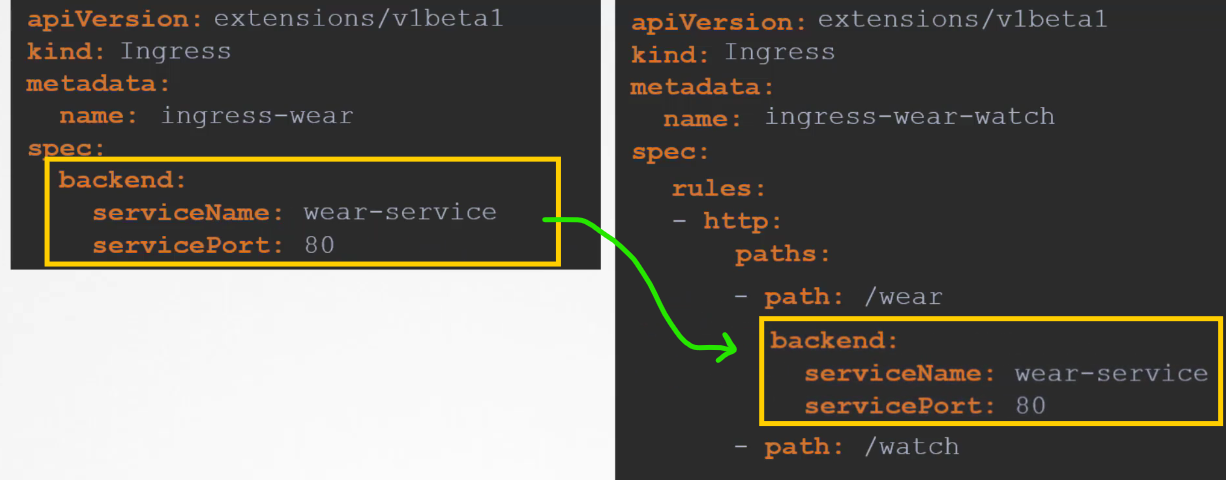 apiVersion: extensions/v1beta1
kind: Ingress
metadata:
name: ingress-wear
spec:
backend:
serviceName: wear-service
servicePort: 80
apiVersion: extensions/v1beta1
kind: Ingress
metadata:
name: ingress-wear-watch
spec:
rules:
- http:
paths:
- path: /wear
backend:
serviceName: wear-service
servicePort: 80
- path: /watch